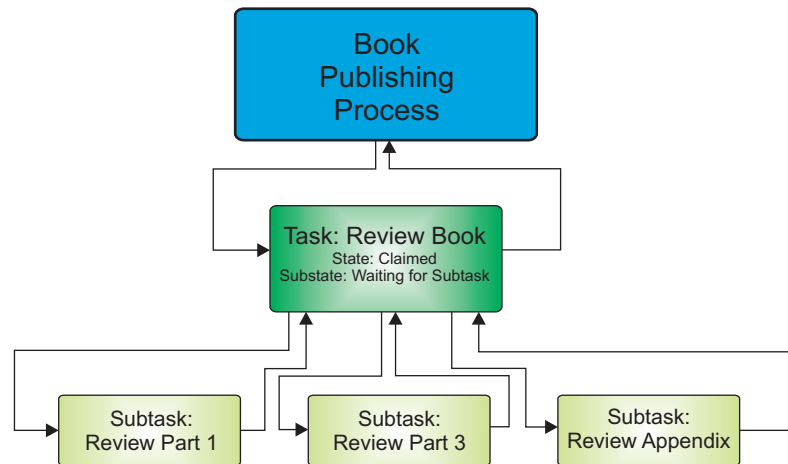 Book
Publishing
Process
Task: Review Book
State: Claimed
Substate: Waiting for Subtask
Subtask:
Review Part 1
Subtask:
Review Part 3
Subtask:
Review Appendix